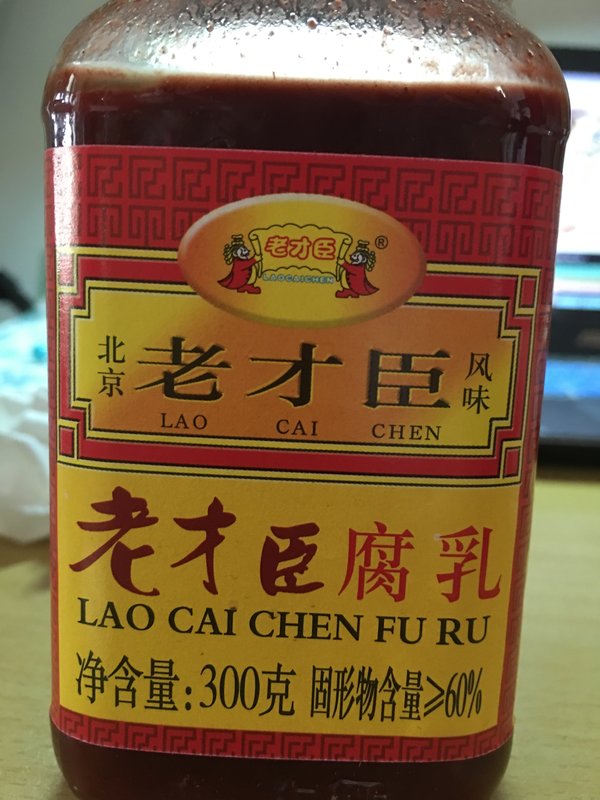 老才臣
®
LAOCAICHEN
北京 老才臣 风味
LAO CAI CHEN
老才臣腐乳
LAO CAI CHEN FU RU
净含量:300克 固形物含量≥60%